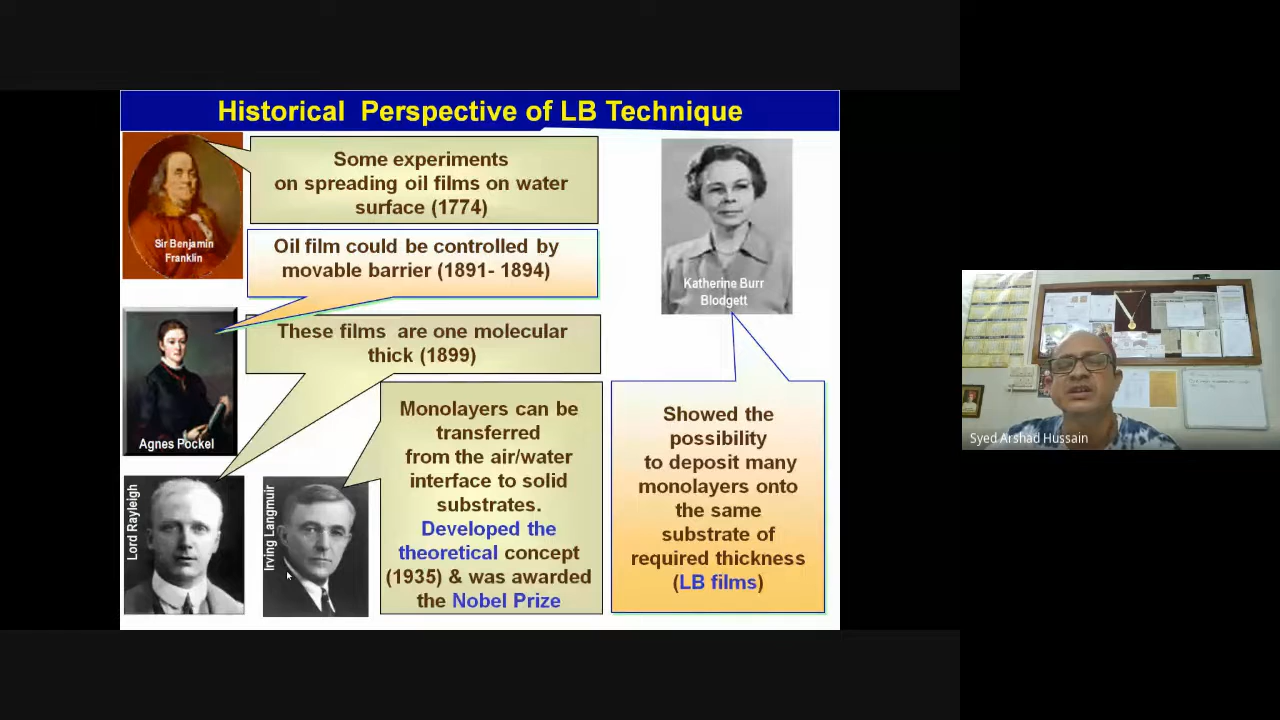 Historical Perspective of LB Technique
Sir Benjamin
Franklin
Some experiments
on spreading oil films on water
surface (1774)
Oil film could be controlled by
movable barrier (1891- 1894)
Agnes Pockel
These films are one molecular
thick (1899)
Lord Rayleigh
Irving Langmuir
Monolayers can be
transferred
from the air/water
interface to solid
substrates.
Developed the
theoretical concept
(1935) & was awarded
the Nobel Prize
Katherine Burr
Blodgett
Showed the
possibility
to deposit many
monolayers onto
the same
substrate of
required thickness
(LB films)
Syed Arshad Hussain